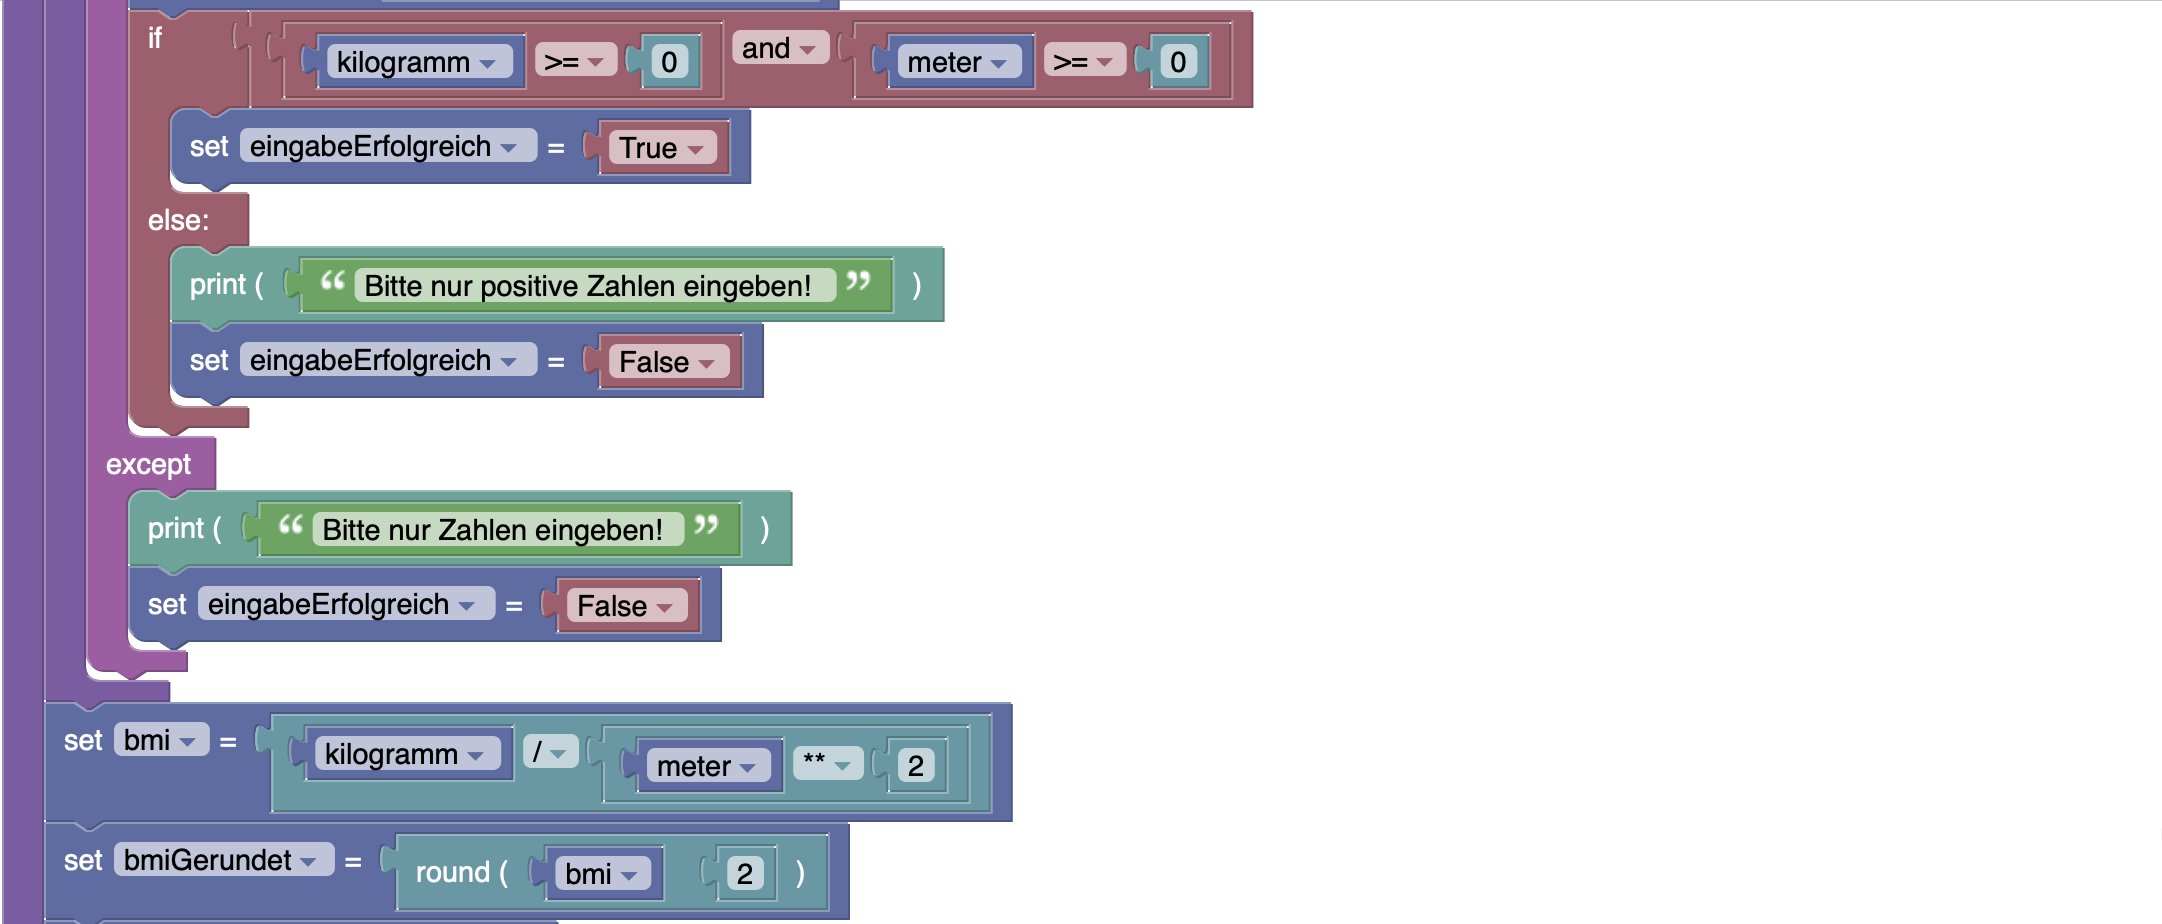 if kilogramm >= 0 and meter >= 0
set eingabeErfolgreich = True
else:
print ( “ Bitte nur positive Zahlen eingeben! ” )
set eingabeErfolgreich = False
except
print ( “ Bitte nur Zahlen eingeben! ” )
set eingabeErfolgreich = False
set bmi = kilogramm / meter ** 2
set bmiGerundet = round ( bmi 2 )